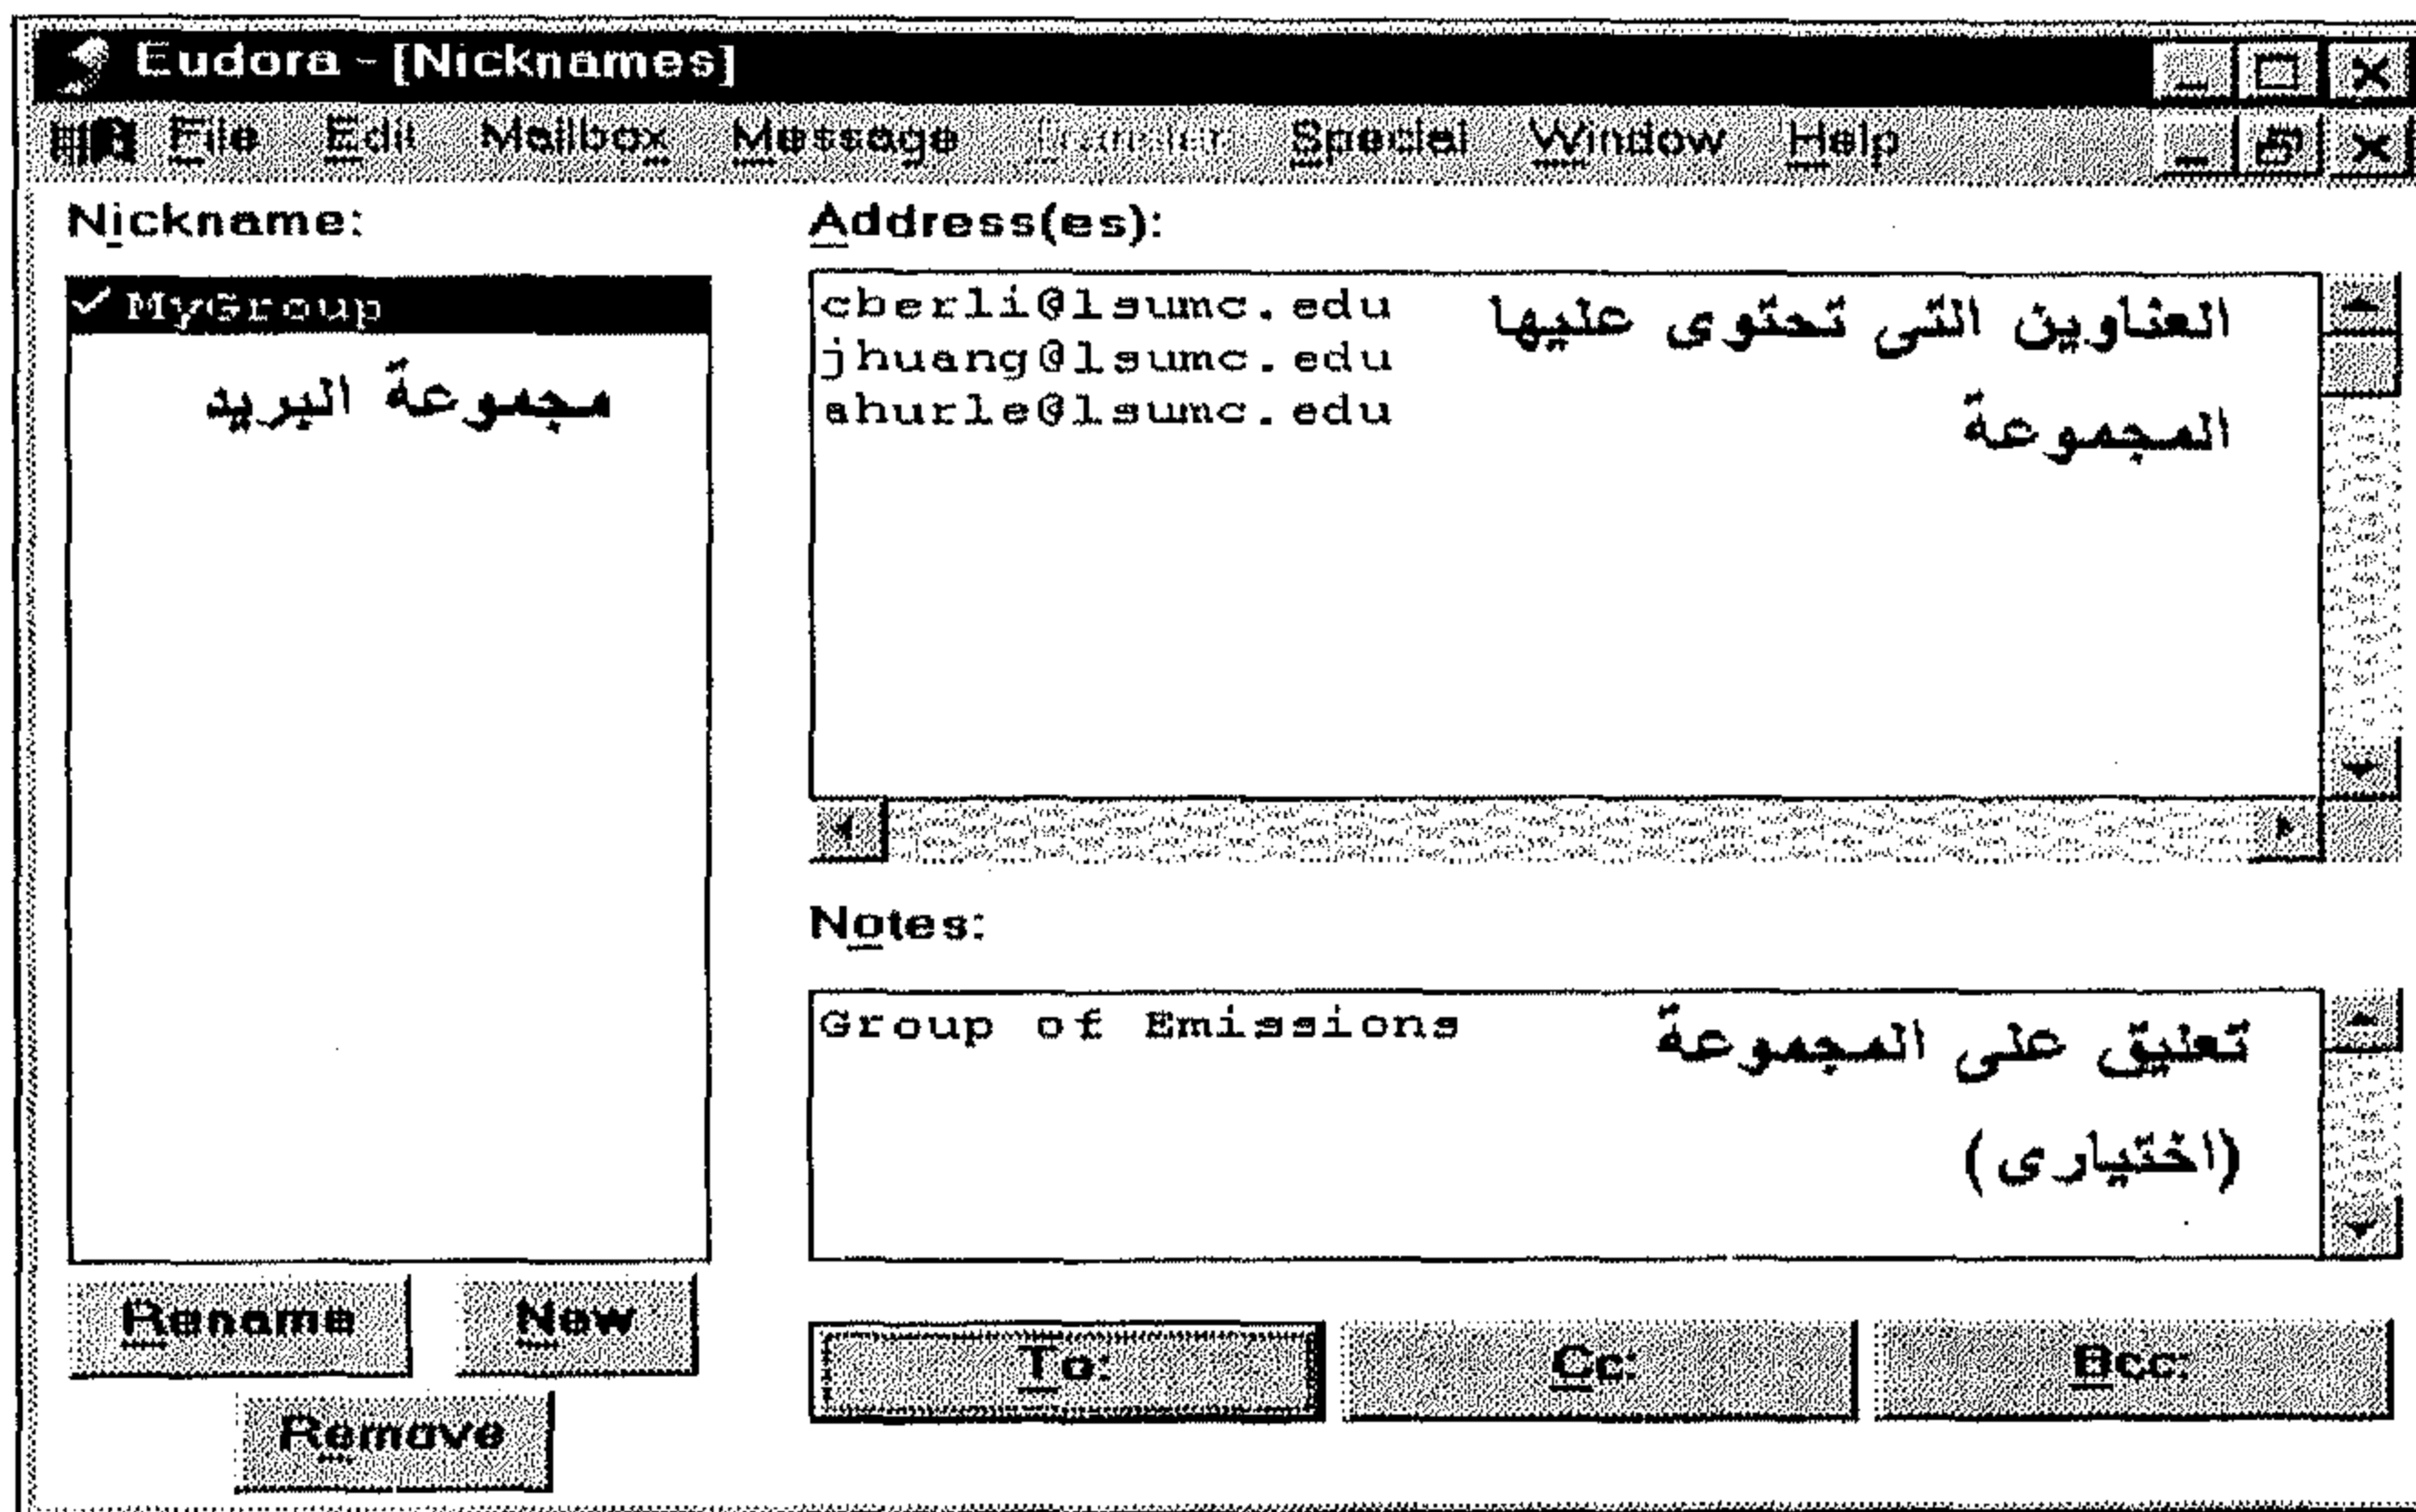 Eudora - [Nicknames]
File Edit Mailbox Message Transfer Special Window Help
Nickname:
MyGroup
مجموعة البريد
Address(es):
cberli@lsumc.edu
jhuang@lsumc.edu
ahurle@lsumc.edu
العناوين التى تحتوى عليها
المجموعة
Notes:
Group of Emissions
تعليق على المجموعة
(اختيارى)
Rename New
Remove
To: Cc: Bcc: